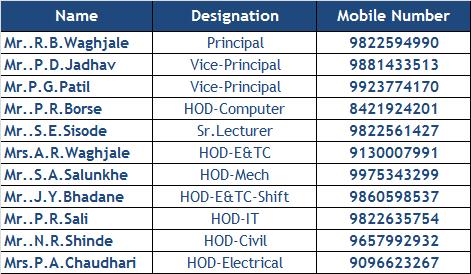 Name Designation Mobile Number
Mr..R.B.Waghjale Principal 9822594990
Mr..P.D.Jadhav Vice-Principal 9881433513
Mr.P.G.Patil Vice-Principal 9923774170
Mr..P.R.Borse HOD-Computer 8421924201
Mr..S.E.Sisode Sr.Lecturer 9822561427
Mrs.A.R.Waghjale HOD-E&TC 9130007991
Mr..S.A.Salunkhe HOD-Mech 9975343299
Mr..J.Y.Bhadane HOD-E&TC-Shift 9860598537
Mr..P.R.Sali HOD-IT 9822635754
Mr..N.R.Shinde HOD-Civil 9657992932
Mrs.P.A.Chaudhari HOD-Electrical 9096623267